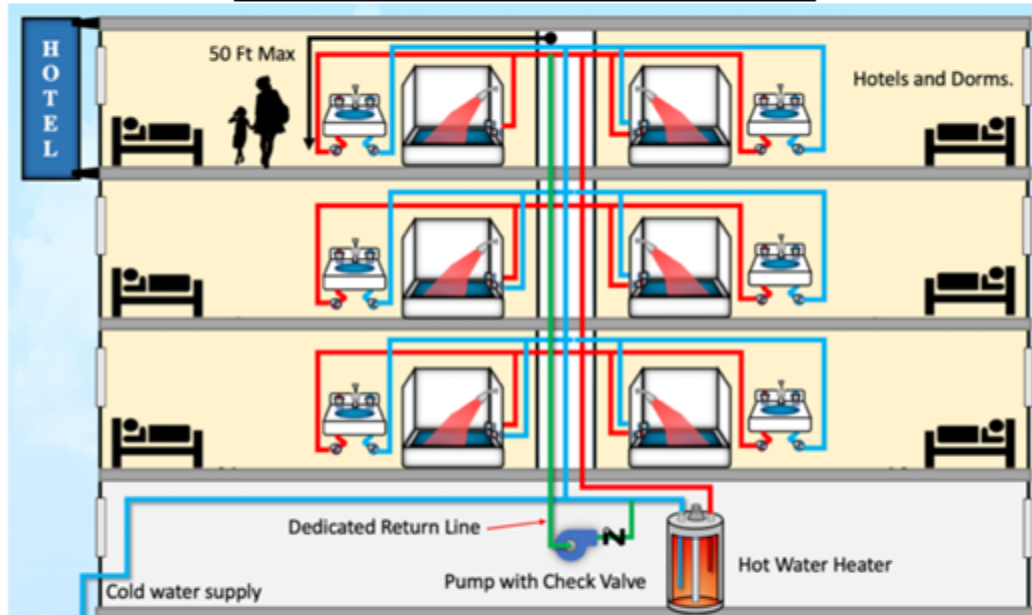 HOTEL
50 Ft Max
Hotels and Dorms.
Dedicated Return Line
Pump with Check Valve
Hot Water Heater
Cold water supply